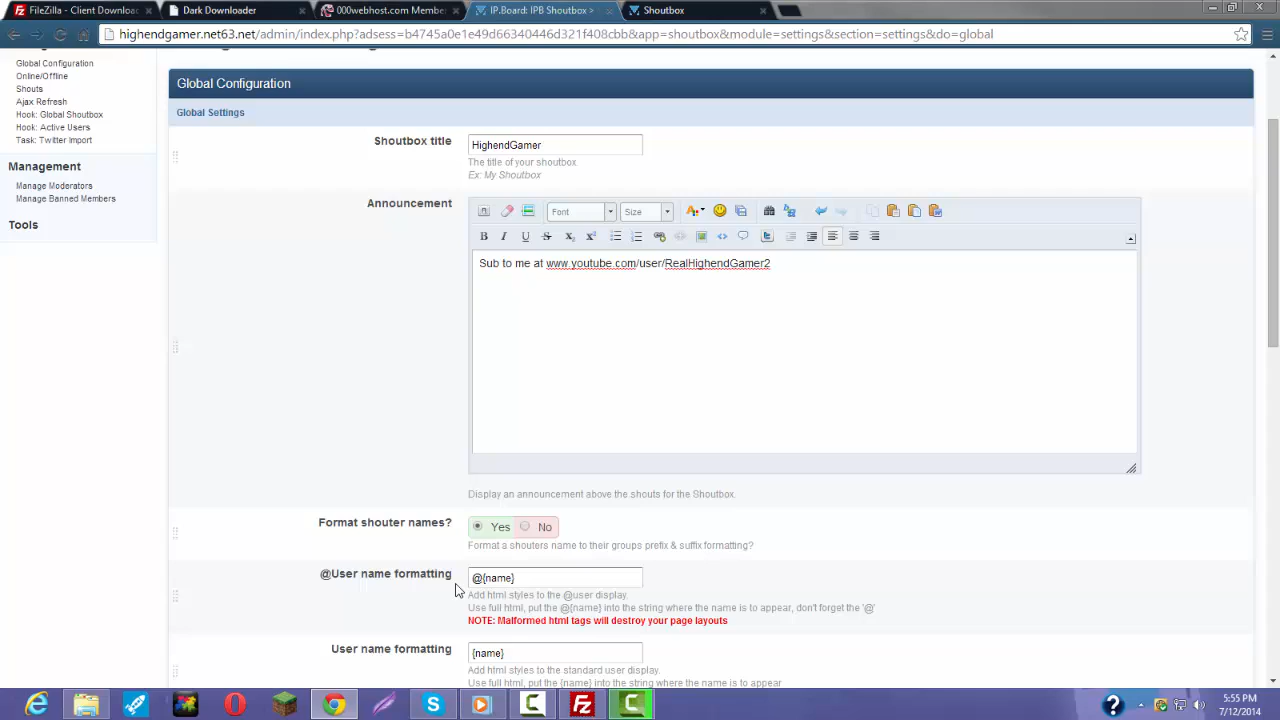 FileZilla - Client Downloa
Dark Downloader
000webhost.com Membe
IP.Board: IPB Shoutbox >
Shoutbox
highendgamer.net63.net/admin/index.php?adsess=b4745a0e1e49d66340446d321f408cbb&app=shoutbox&module=settings&section=settings&do=global
Global Configuration
Online/Offline
Shouts
Ajax Refresh
Hook: Global Shoutbox
Hook: Active Users
Task: Twitter Import
Management
Manage Moderators
Manage Banned Members
Tools
Global Configuration
Global Settings
Shoutbox title
HighendGamer
The title of your shoutbox.
Ex: My Shoutbox
Announcement
Font
Size
Sub to me at www.youtube.com/user/RealHighendGamer2
Display an announcement above the shouts for the Shoutbox.
Format shouter names?
Yes
No
Format a shouters name to their groups prefix & suffix formatting?
@User name formatting
@{name}
Add html styles to the @user display.
Use full html, put the @{name} into the string where the name is to appear, don't forget the '@'
NOTE: Malformed html tags will destroy your page layouts
User name formatting
{name}
Add html styles to the standard user display.
Use full html, put the {name} into the string where the name is to appear
5:55 PM
7/12/2014